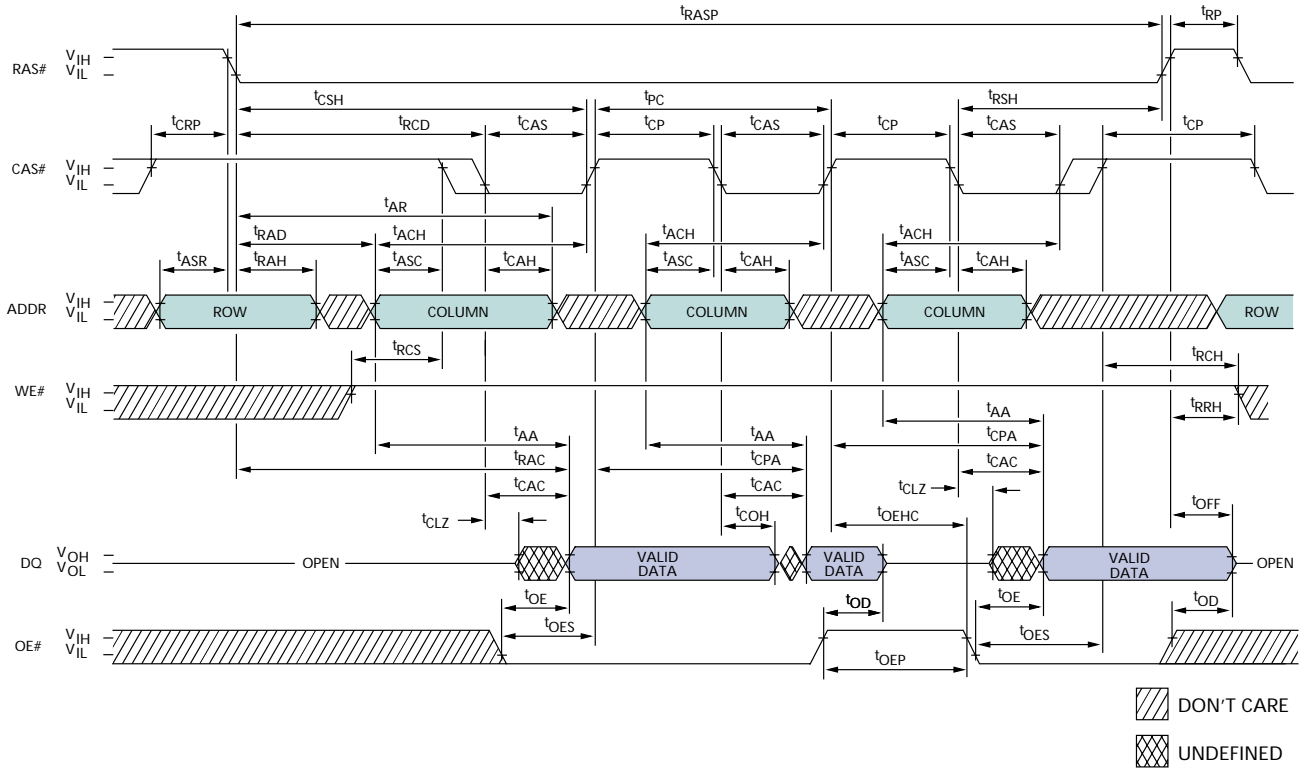 tRASP tRP
RAS# VIH
VIL
tCSH tPC tRSH
tCRP tRCD tCAS tCP tCAS tCP tCAS tCP
CAS# VIH
VIL
tAR
tRAD tACH tACH tACH
tASR tRAH tASC tCAH tASC tCAH tASC tCAH
ADDR VIH
VIL
ROW COLUMN COLUMN COLUMN ROW
tRCS tRCH
WE# VIH
VIL
tRRH
tAA tAA tAA
tRAC tCPA tCPA
tCAC tCAC tCAC
tCLZ tCOH tOEHC tCLZ tOFF
DQ VOH
VOL
OPEN VALID DATA VALID DATA VALID DATA OPEN
tOE tOD tOE tOD
tOES tOES
OE# VIH
VIL
tOEP
DON'T CARE
UNDEFINED